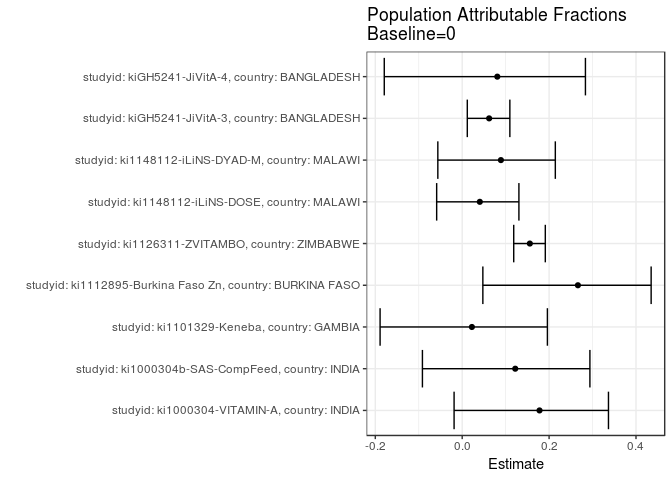 Population Attributable Fractions
Baseline=0
studyid: kiGH5241-JiVitA-4, country: BANGLADESH
studyid: kiGH5241-JiVitA-3, country: BANGLADESH
studyid: ki1148112-iLiNS-DYAD-M, country: MALAWI
studyid: ki1148112-iLiNS-DOSE, country: MALAWI
studyid: ki1126311-ZVITAMBO, country: ZIMBABWE
studyid: ki1112895-Burkina Faso Zn, country: BURKINA FASO
studyid: ki1101329-Keneba, country: GAMBIA
studyid: ki1000304b-SAS-CompFeed, country: INDIA
studyid: ki1000304-VITAMIN-A, country: INDIA
-0.2 0.0 0.2 0.4
Estimate